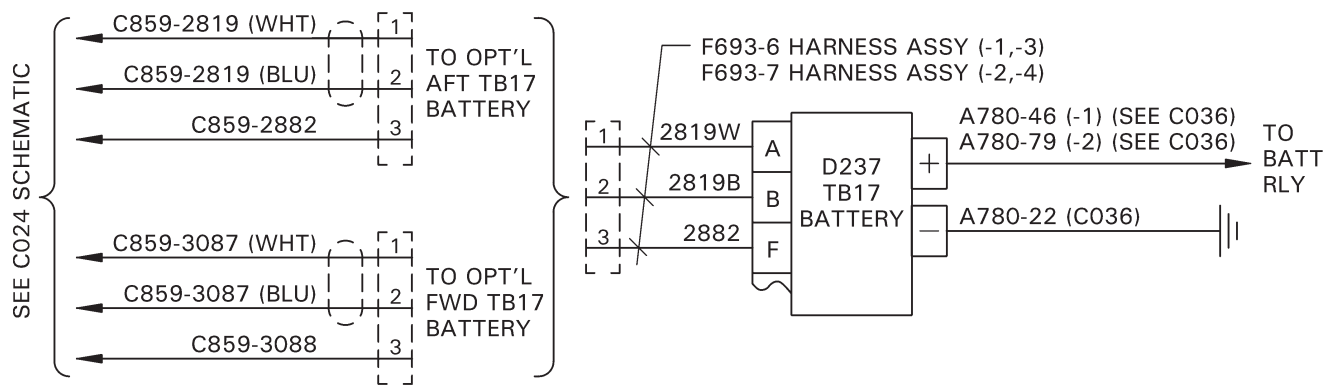 SEE C024 SCHEMATIC
C859-2819 (WHT)
1
C859-2819 (BLU)
2
C859-2882
3
TO OPT'L
AFT TB17
BATTERY
C859-3087 (WHT)
1
C859-3087 (BLU)
2
C859-3088
3
TO OPT'L
FWD TB17
BATTERY
F693-6 HARNESS ASSY (-1,-3)
F693-7 HARNESS ASSY (-2,-4)
1
2819W
A
2
2819B
B
3
2882
F
D237
TB17
BATTERY
+
−
A780-46 (-1) (SEE C036)
A780-79 (-2) (SEE C036)
TO
BATT
RLY
A780-22 (C036)